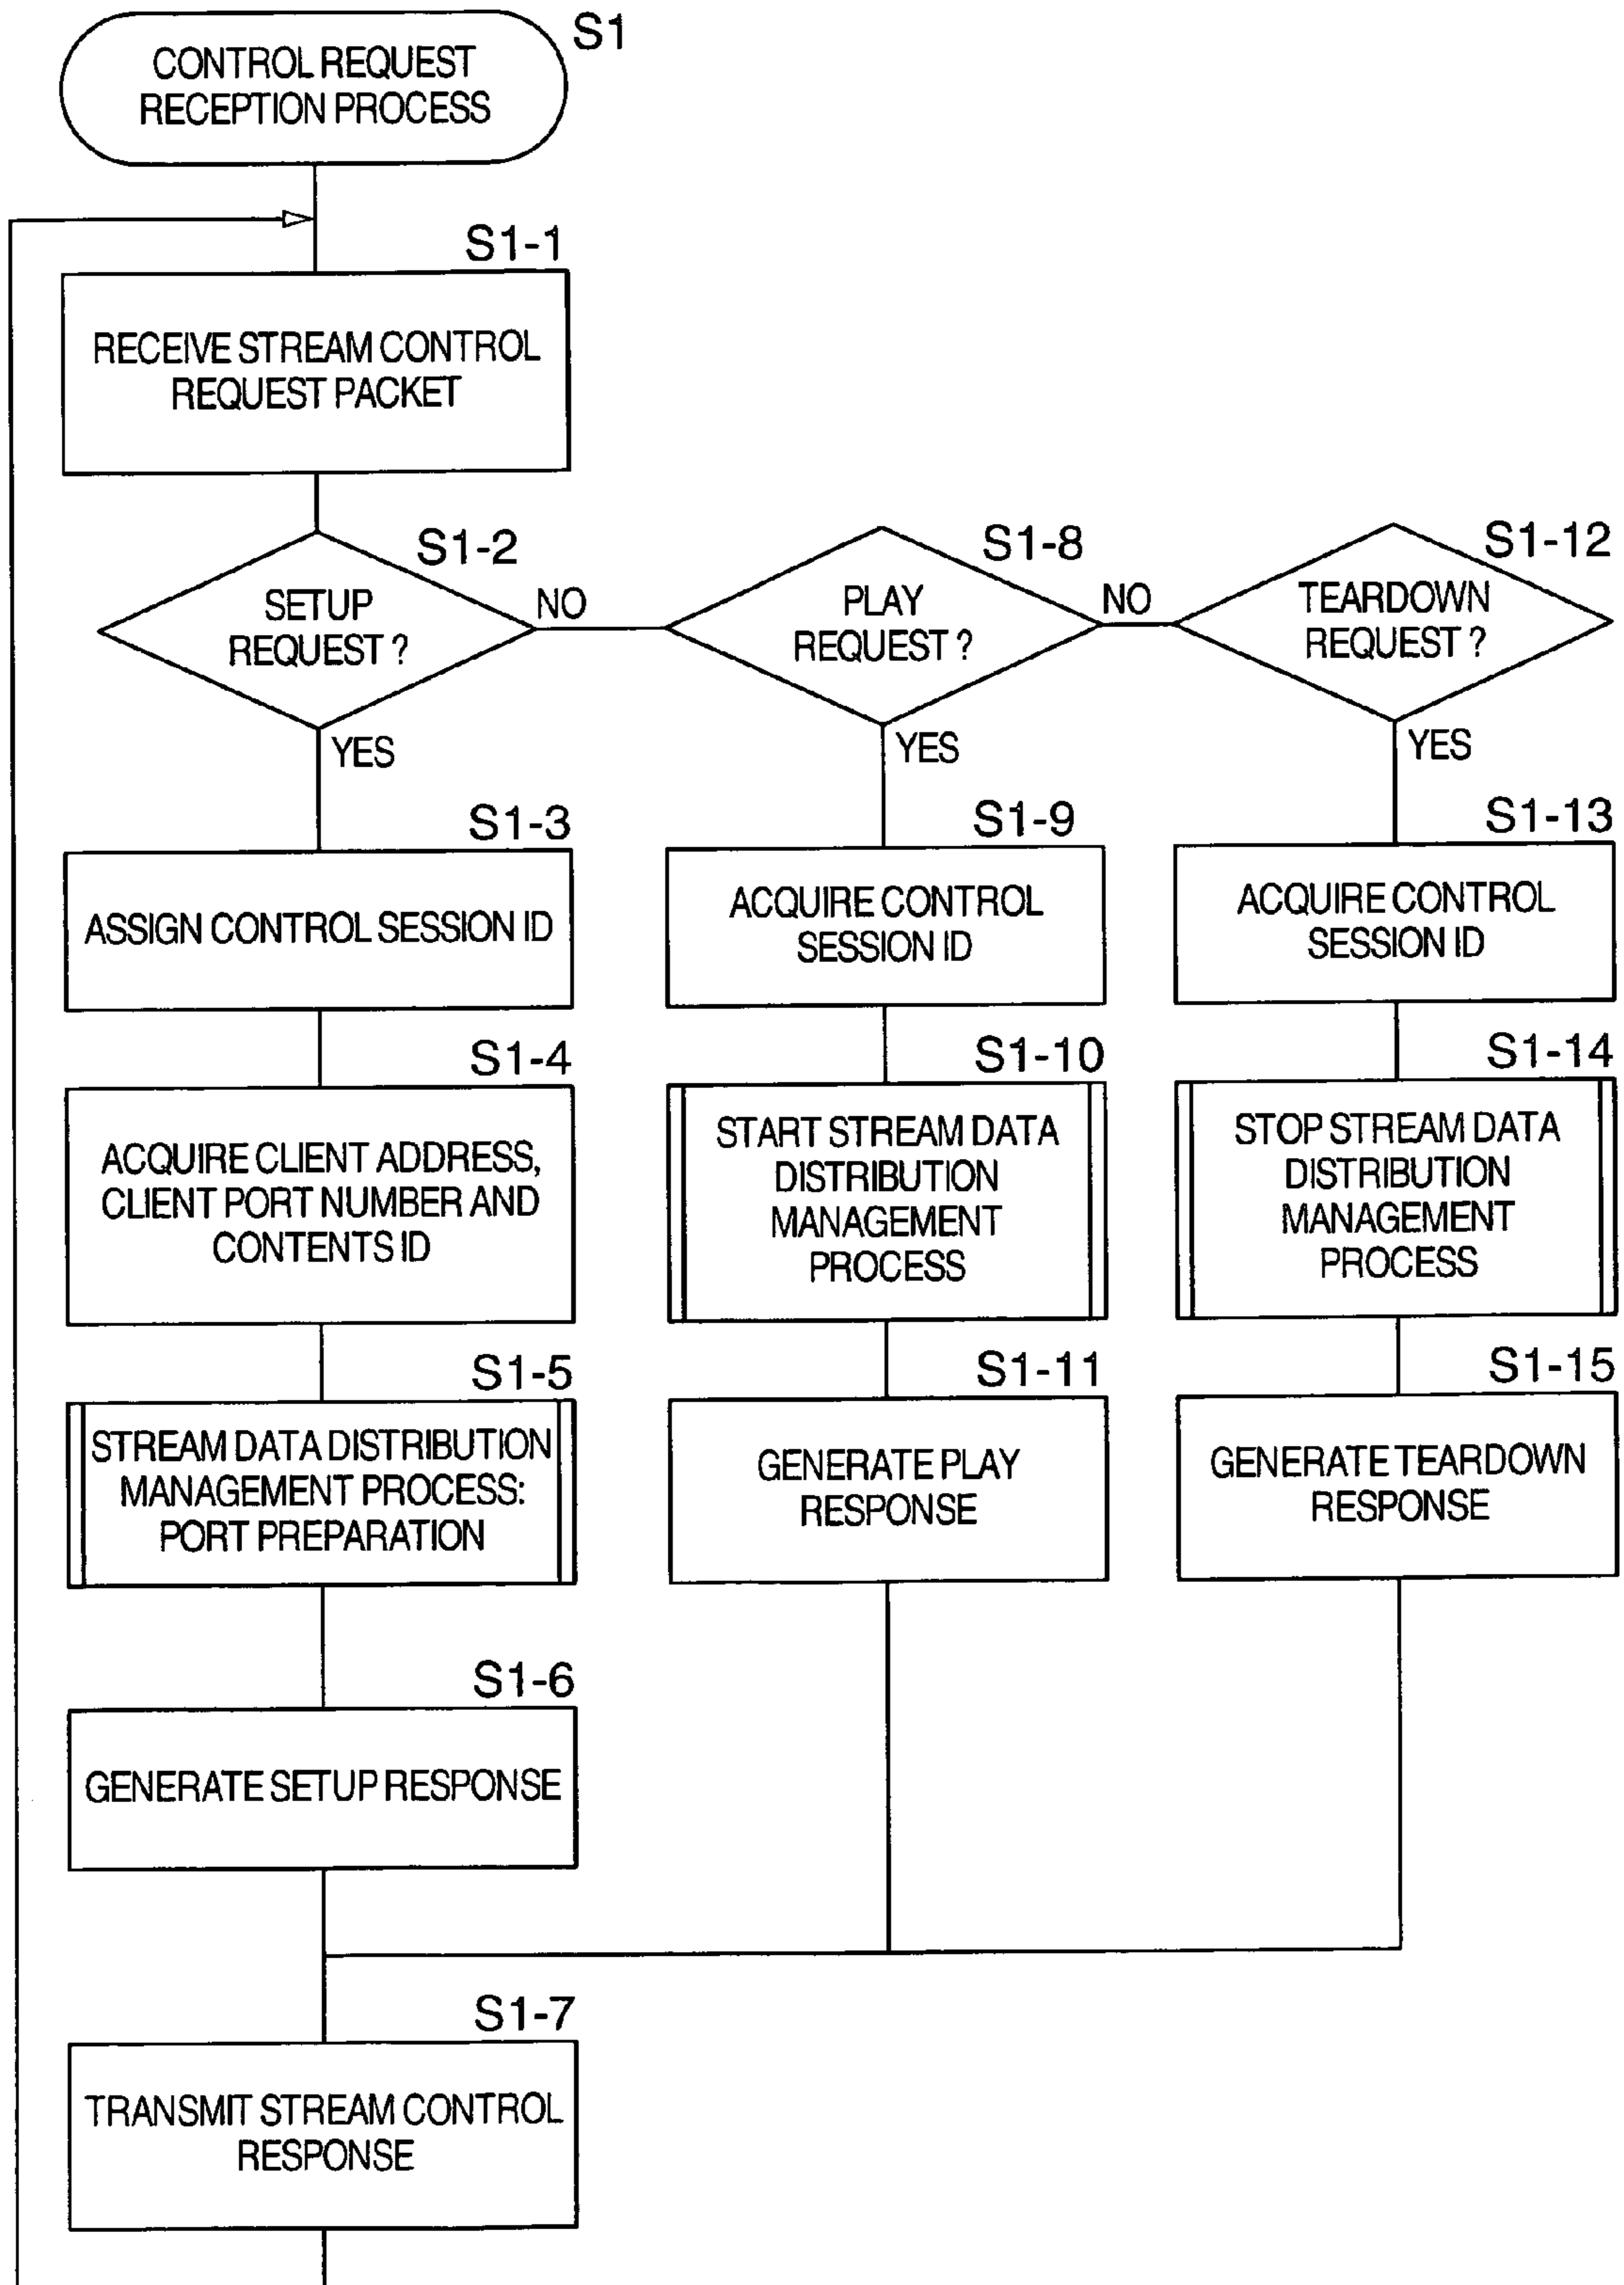 S1
CONTROL REQUEST
RECEPTION PROCESS
S1-1
RECEIVE STREAM CONTROL
REQUEST PACKET
S1-2
SETUP
REQUEST ?
NO
YES
S1-8
PLAY
REQUEST ?
NO
YES
S1-12
TEARDOWN
REQUEST ?
YES
S1-3
ASSIGN CONTROL SESSION ID
S1-4
ACQUIRE CLIENT ADDRESS,
CLIENT PORT NUMBER AND
CONTENTS ID
S1-5
STREAM DATA DISTRIBUTION
MANAGEMENT PROCESS:
PORT PREPARATION
S1-6
GENERATE SETUP RESPONSE
S1-9
ACQUIRE CONTROL
SESSION ID
S1-10
START STREAM DATA
DISTRIBUTION
MANAGEMENT
PROCESS
S1-11
GENERATE PLAY
RESPONSE
S1-13
ACQUIRE CONTROL
SESSION ID
S1-14
STOP STREAM DATA
DISTRIBUTION
MANAGEMENT
PROCESS
S1-15
GENERATE TEARDOWN
RESPONSE
S1-7
TRANSMIT STREAM CONTROL
RESPONSE